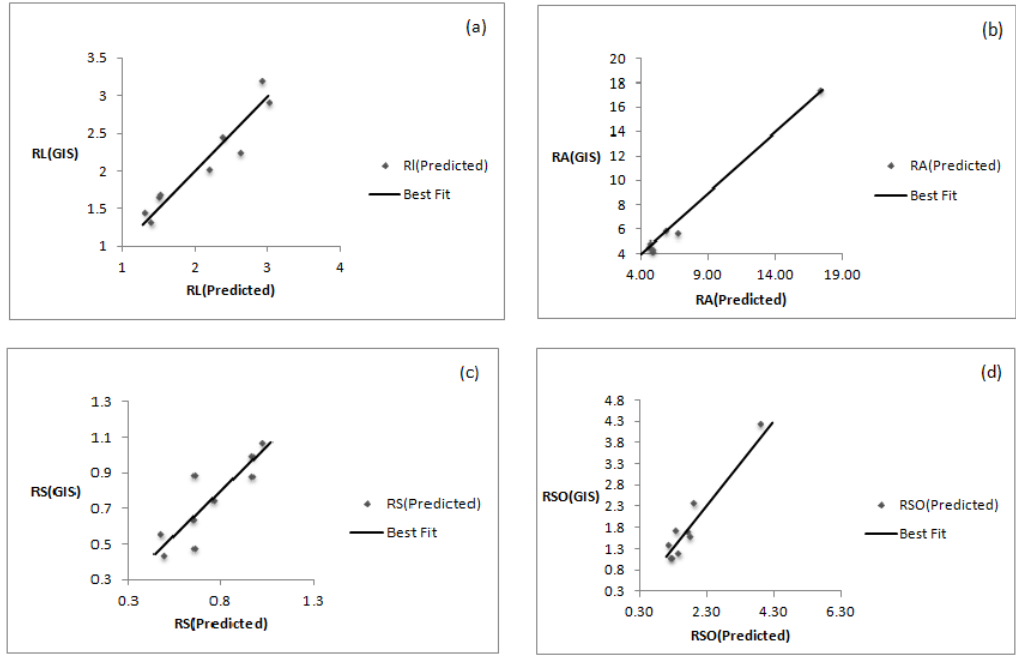 (a)
3.5
3
2.5
2
1.5
1
RL(GIS)
1 2 3 4
RL(Predicted)
Rl(Predicted)
Best Fit
(b)
20
18
16
14
12
10
8
6
4
RA(GIS)
4.00 9.00 14.00 19.00
RA(Predicted)
RA(Predicted)
Best Fit
(c)
1.3
1.1
0.9
0.7
0.5
0.3
RS(GIS)
0.3 0.8 1.3
RS(Predicted)
RS(Predicted)
Best Fit
(d)
4.8
4.3
3.8
3.3
2.8
2.3
1.8
1.3
0.8
0.3
RSO(GIS)
0.30 2.30 4.30 6.30
RSO(Predicted)
RSO(Predicted)
Best Fit